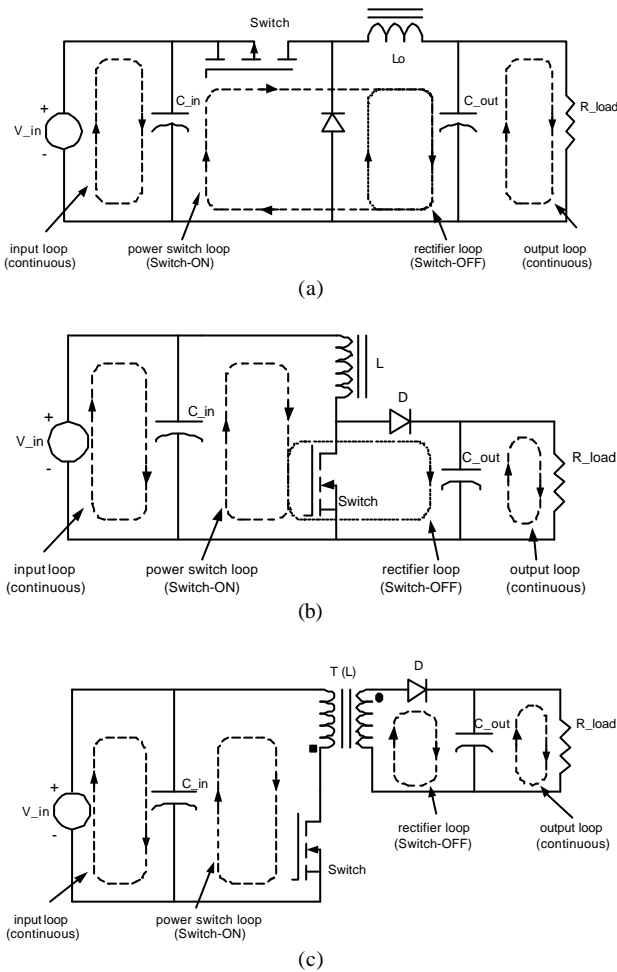 Switch
Lo
C_in
C_out
R_load
+
V_in
-
input loop
(continuous)
power switch loop
(Switch-ON)
rectifier loop
(Switch-OFF)
output loop
(continuous)
(a)
L
D
C_in
+
V_in
-
C_out
R_load
Switch
input loop
(continuous)
power switch loop
(Switch-ON)
rectifier loop
(Switch-OFF)
output loop
(continuous)
(b)
T (L)
D
C_out
R_load
C_in
+
V_in
-
Switch
rectifier loop
(Switch-OFF)
output loop
(continuous)
input loop
(continuous)
power switch loop
(Switch-ON)
(c)